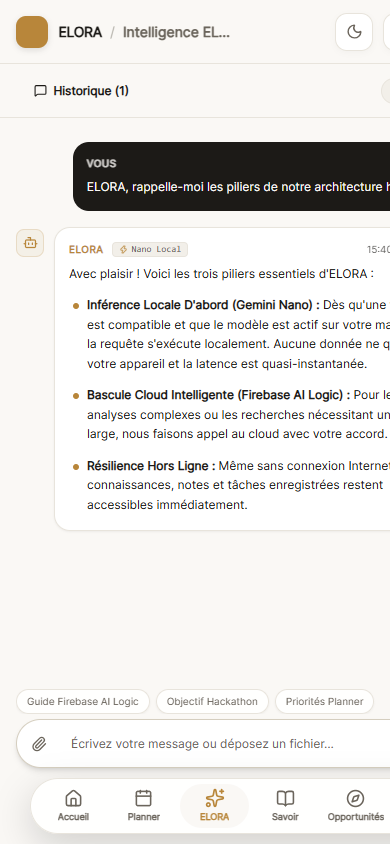 ELORA / Intelligence EL...
Historique (1)
VOUS
ELORA, rappelle-moi les piliers de notre architecture
ELORA Nano Local 15:40
Avec plaisir ! Voici les trois piliers essentiels d'ELORA :
Inférence Locale D'abord (Gemini Nano) : Dès qu'une
est compatible et que le modèle est actif sur votre
la requête s'exécute localement. Aucune donnée ne
votre appareil et la latence est quasi-instantanée.
Bascule Cloud Intelligente (Firebase AI Logic) : Pour
analyses complexes ou les recherches nécessitant
large, nous faisons appel au cloud avec votre accord.
Résilience Hors Ligne : Même sans connexion Internet
connaissances, notes et tâches enregistrées restent
accessibles immédiatement.
Guide Firebase AI Logic Objectif Hackathon Priorités Planner
Écrivez votre message ou déposez un fichier...
Accueil Planner ELORA Savoir Opportunités